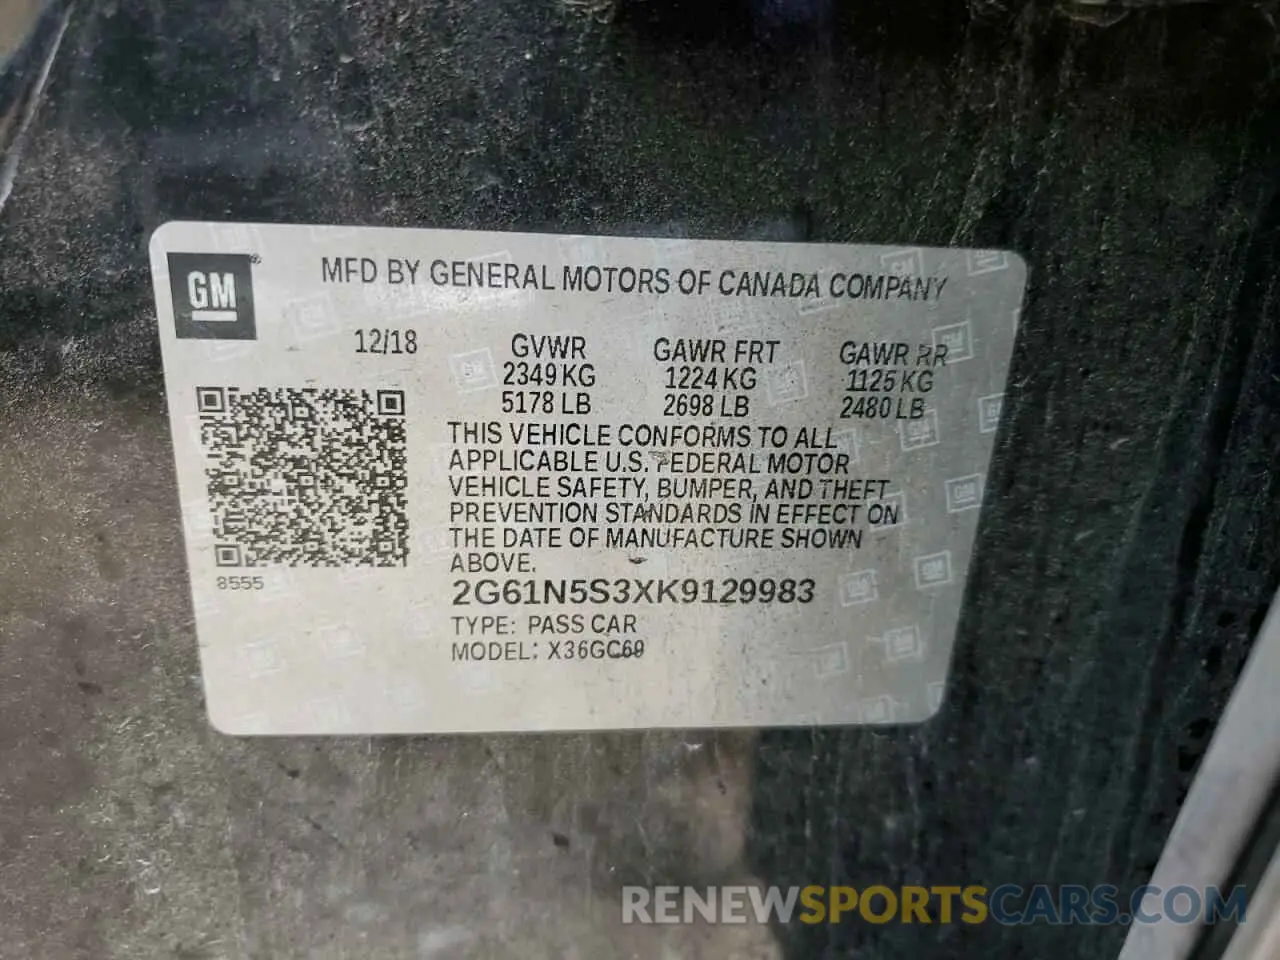 GM®
MFD BY GENERAL MOTORS OF CANADA COMPANY
12/18 GVWR GAWR FRT GAWR RR
2349 KG 1224 KG 1125 KG
5178 LB 2698 LB 2480 LB
THIS VEHICLE CONFORMS TO ALL
APPLICABLE U.S. FEDERAL MOTOR
VEHICLE SAFETY, BUMPER, AND THEFT
PREVENTION STANDARDS IN EFFECT ON
THE DATE OF MANUFACTURE SHOWN
ABOVE.
8555
2G61N5S3XK9129983
TYPE: PASS CAR
MODEL: X36GC69
RENEWSPORTSCARS.COM